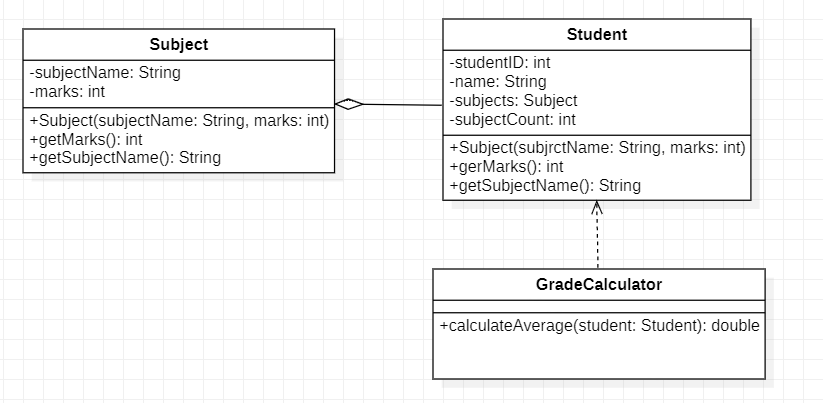 Subject
-subjectName: String
-marks: int
+Subject(subjectName: String, marks: int)
+getMarks(): int
+getSubjectName(): String
Student
-studentID: int
-name: String
-subjects: Subject
-subjectCount: int
+Subject(subjrctName: String, marks: int)
+gerMarks(): int
+getSubjectName(): String
GradeCalculator
+calculateAverage(student: Student): double